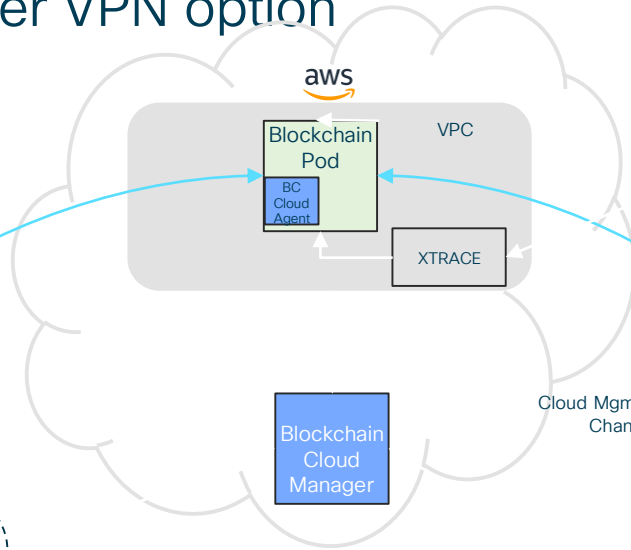 er VPN option
aws
Blockchain
Pod
VPC
BC
Cloud
Agent
XTRACE
Cloud Mgm
Chan
Blockchain
Cloud
Manager